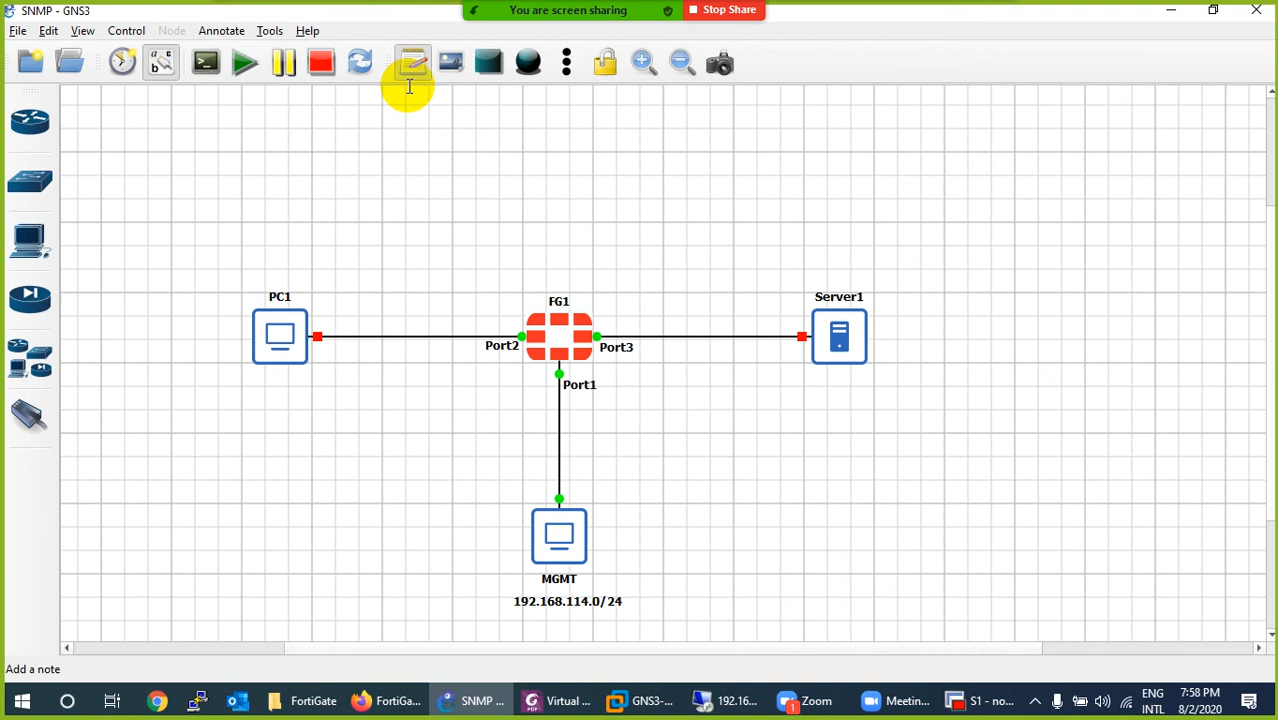 SNMP - GNS3
You are screen sharing
Stop Share
File Edit View Control Node Annotate Tools Help
a c
PC1
FG1
Server1
Port2
Port3
Port1
MGMT
192.168.114.0/24
Add a note
FortiGate
FortiGa...
SNMP ...
PDF
Virtual ...
GNS3-...
192.16...
1
Zoom
Meetin...
S1 - no...
ENG
INTL
7:58 PM
8/2/2020